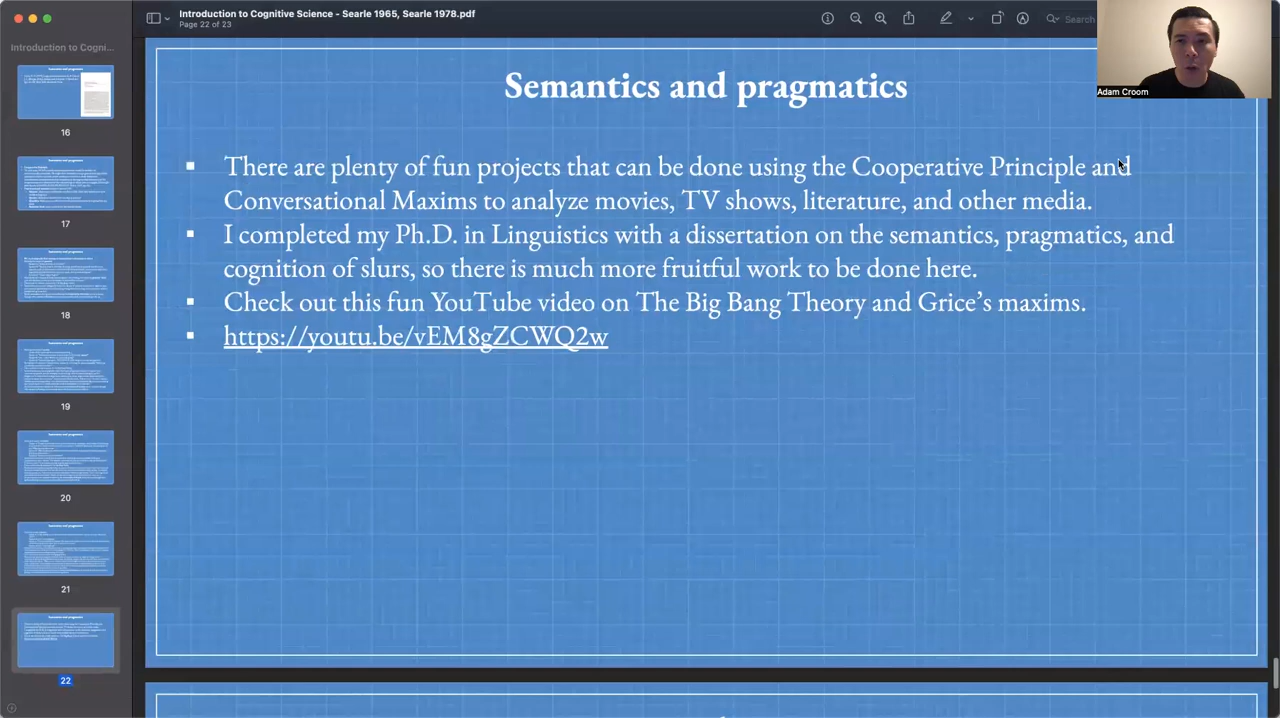 Introduction to Cognitive Science - Searle 1965, Searle 1978.pdf
Page 22 of 23
Search
Introduction to Cogni...
Adam Croom
16
17
18
19
20
21
22
Semantics and pragmatics
▪ There are plenty of fun projects that can be done using the Cooperative Principle and
Conversational Maxims to analyze movies, TV shows, literature, and other media.
▪ I completed my Ph.D. in Linguistics with a dissertation on the semantics, pragmatics, and
cognition of slurs, so there is much more fruitful work to be done here.
▪ Check out this fun YouTube video on The Big Bang Theory and Grice’s maxims.
▪ https://youtu.be/vEM8gZCWQ2w